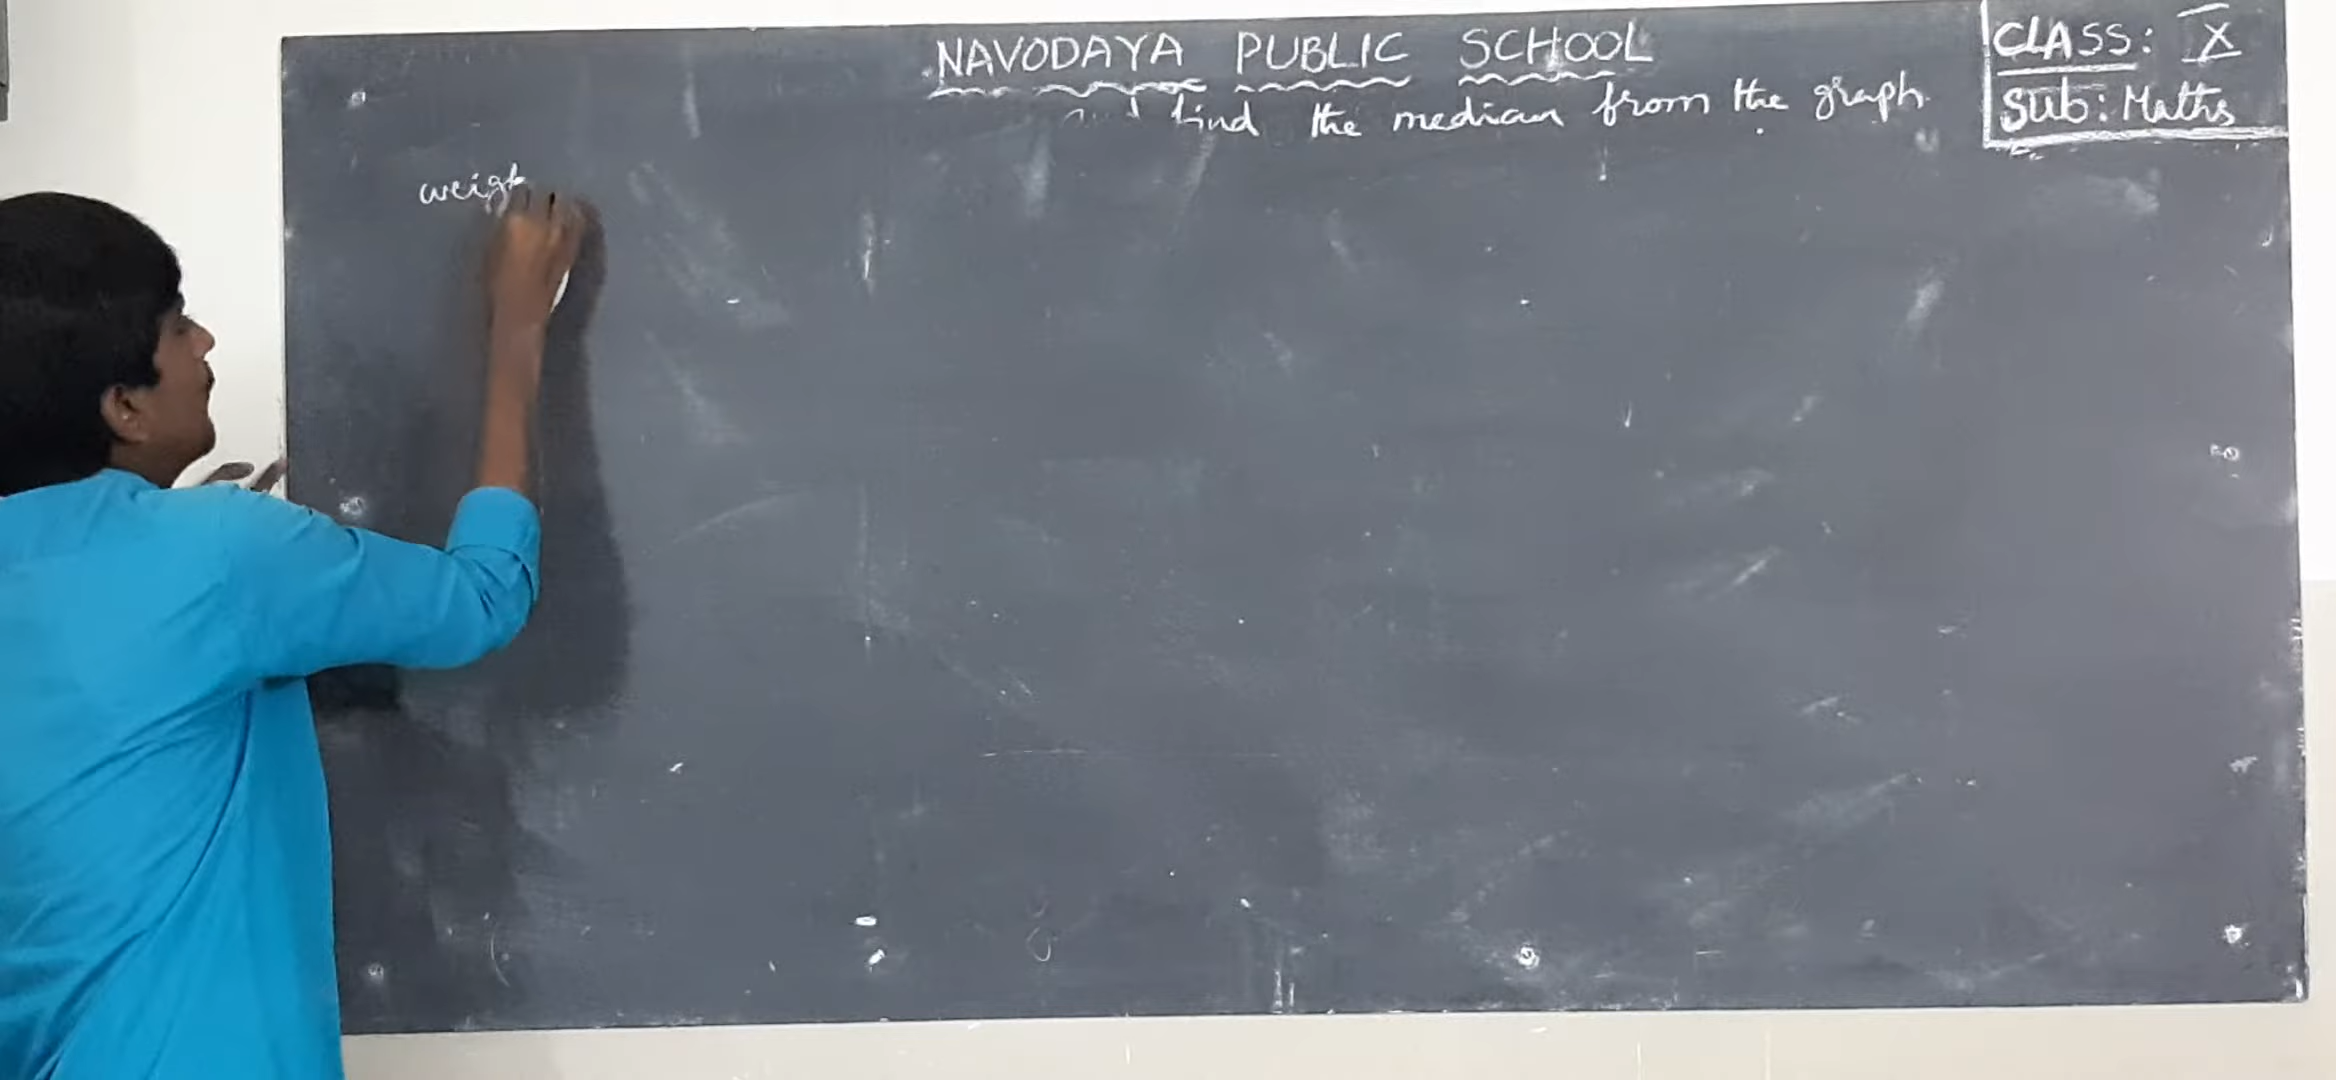 NAVODAYA PUBLIC SCHOOL
CLASS: X
Sub: Maths
find the median from the graph.
weigh